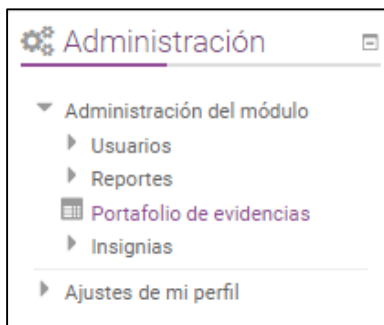 Administración
Administración del módulo
Usuarios
Reportes
Portafolio de evidencias
Insignias
Ajustes de mi perfil